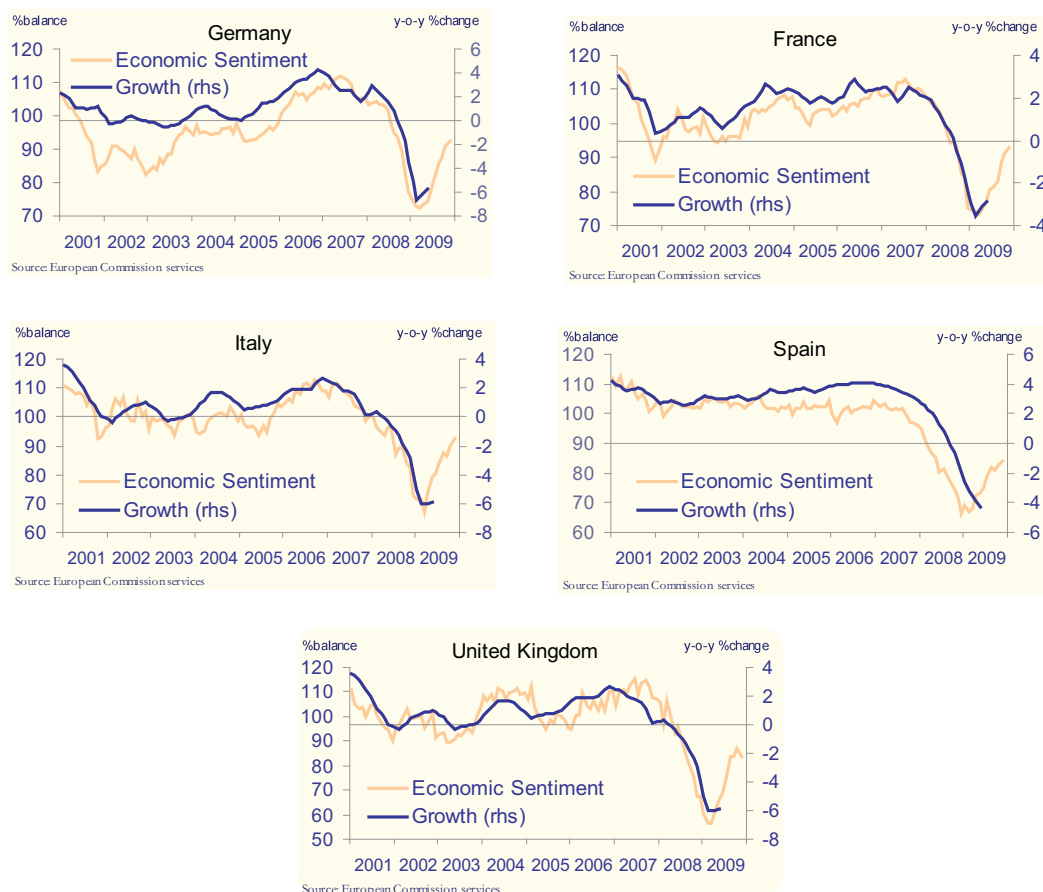 %balance
y-o-y %change
Germany
120
110
100
90
80
70
6
4
2
0
-2
-4
-6
-8
Economic Sentiment
Growth (rhs)
2001 2002 2003 2004 2005 2006 2007 2008 2009
Source: European Commission services
%balance
y-o-y %change
France
120
110
100
90
80
70
4
2
0
-2
-4
Economic Sentiment
Growth (rhs)
2001 2002 2003 2004 2005 2006 2007 2008 2009
Source: European Commission services
%balance
y-o-y %change
Italy
120
110
100
90
80
70
60
4
2
0
-2
-4
-6
-8
Economic Sentiment
Growth (rhs)
2001 2002 2003 2004 2005 2006 2007 2008 2009
Source: European Commission services
%balance
y-o-y %change
Spain
120
110
100
90
80
70
60
6
4
2
0
-2
-4
-6
Economic Sentiment
Growth (rhs)
2001 2002 2003 2004 2005 2006 2007 2008 2009
Source: European Commission services
%balance
y-o-y %change
United Kingdom
120
110
100
90
80
70
60
50
4
2
0
-2
-4
-6
-8
Economic Sentiment
Growth (rhs)
2001 2002 2003 2004 2005 2006 2007 2008 2009
Source: European Commission services